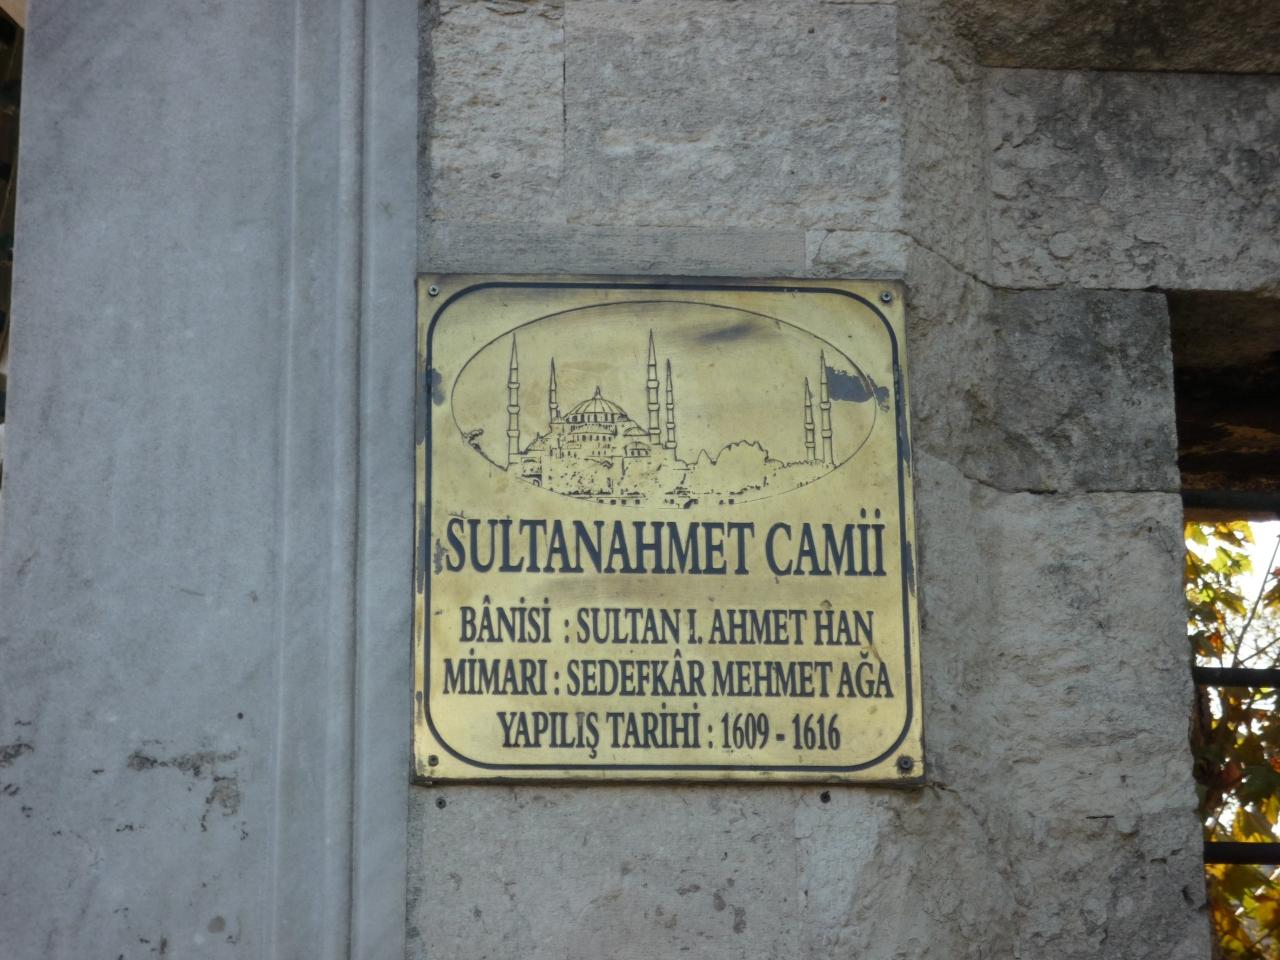 SULTANAHMET CAMİİ
BÂNİSİ : SULTAN I. AHMET HAN
MİMARI : SEDEFKÂR MEHMET AĞA
YAPILIŞ TARİHİ : 1609 - 1616